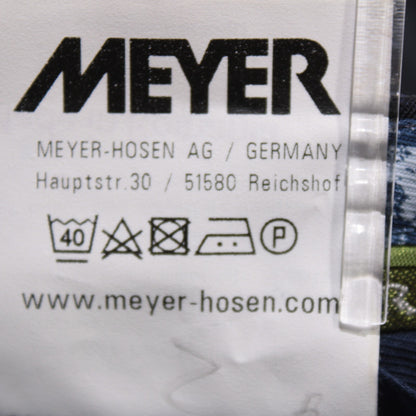 MEYER
MEYER-HOSEN AG / GERMANY
Hauptstr.30 / 51580 Reichshof
40 P
www.meyer-hosen.com